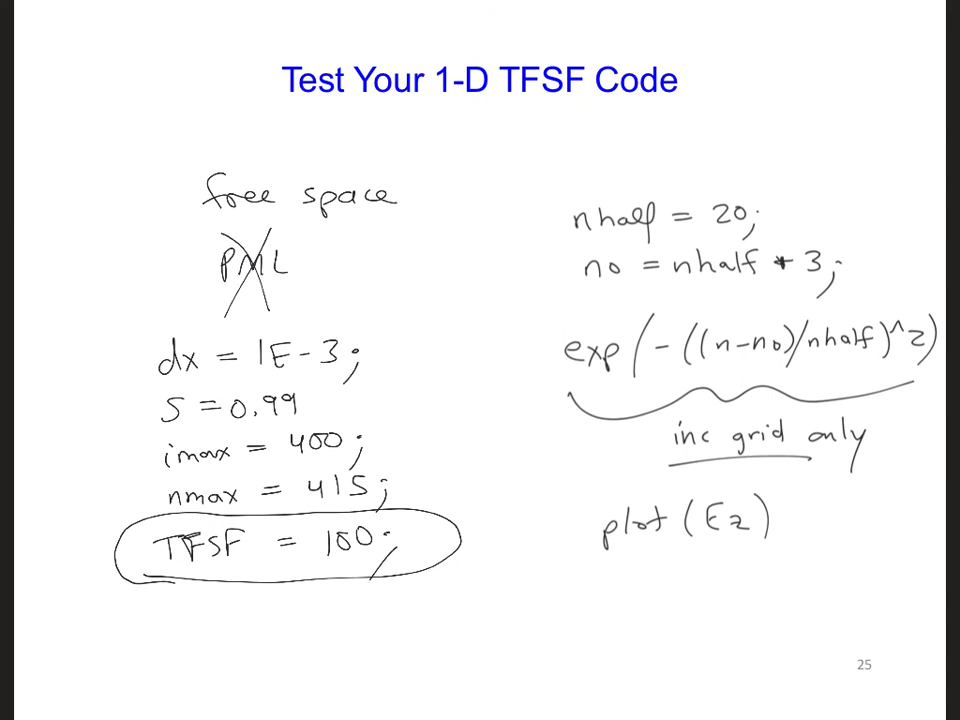 Test Your 1-D TFSF Code
free space
PML
dx = 1E-3;
S = 0.99
imax = 400;
nmax = 415;
TFSF = 100;
nhalf = 20;
no = nhalf * 3;
exp(-((n-no)/nhalf)^2)
inc grid only
plot(Ez)
25